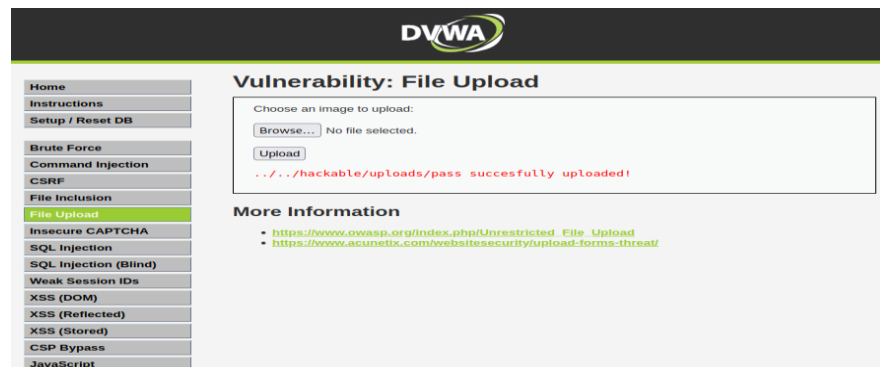 DVWA
Home
Instructions
Setup / Reset DB
Brute Force
Command Injection
CSRF
File Inclusion
File Upload
Insecure CAPTCHA
SQL Injection
SQL Injection (Blind)
Weak Session IDs
XSS (DOM)
XSS (Reflected)
XSS (Stored)
CSP Bypass
JavaScript
Vulnerability: File Upload
Choose an image to upload:
Browse... No file selected.
Upload
../../hackable/uploads/pass succesfully uploaded!
More Information
https://www.owasp.org/index.php/Unrestricted_File_Upload
https://www.acunetix.com/websitesecurity/upload-forms-threat/